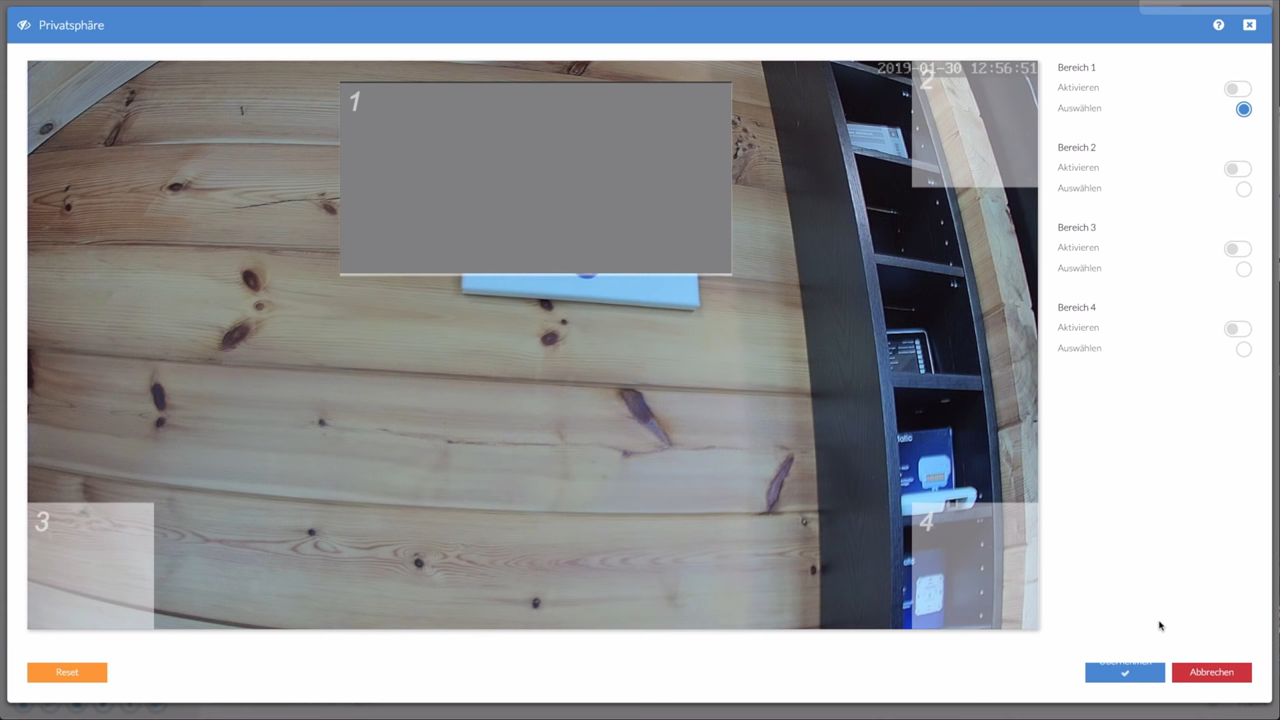 Privatsphäre
2019-01-30 12:56:51
1
2
3
4
Bereich 1
Aktivieren
Auswählen
Bereich 2
Aktivieren
Auswählen
Bereich 3
Aktivieren
Auswählen
Bereich 4
Aktivieren
Auswählen
Reset
Abbrechen